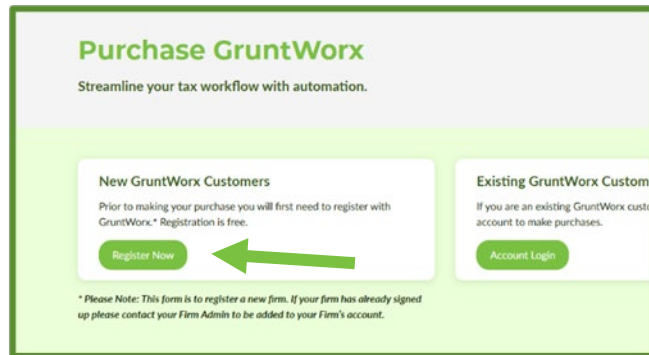 Purchase GruntWorx
Streamline your tax workflow with automation.
New GruntWorx Customers
Prior to making your purchase you will first need to register with
GruntWorx.* Registration is free.
Register Now
* Please Note: This form is to register a new firm. If your firm has already signed
up please contact your Firm Admin to be added to your Firm's account.
Existing GruntWorx Custom
If you are an existing GruntWorx custo
account to make purchases.
Account Login